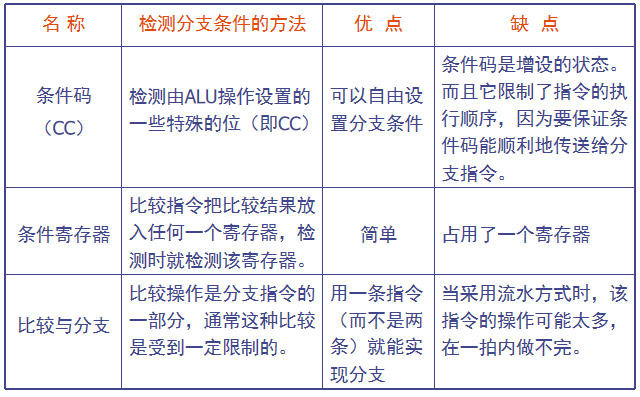 名 称
检测分支条件的方法
优 点
缺 点
条件码
（CC）
检测由ALU操作设置的
一些特殊的位（即CC）
可以自由设
置分支条件
条件码是增设的状态。
而且它限制了指令的执
行顺序，因为要保证条
件码能顺利地传送给分
支指令。
条件寄存器
比较指令把比较结果放
入任何一个寄存器，检
测时就检测该寄存器。
简单
占用了一个寄存器
比较与分支
比较操作是分支指令的
一部分，通常这种比较
是受到一定限制的。
用一条指令
（而不是两
条）就能实
现分支
当采用流水方式时，该
指令的操作可能太多，
在一拍内做不完。